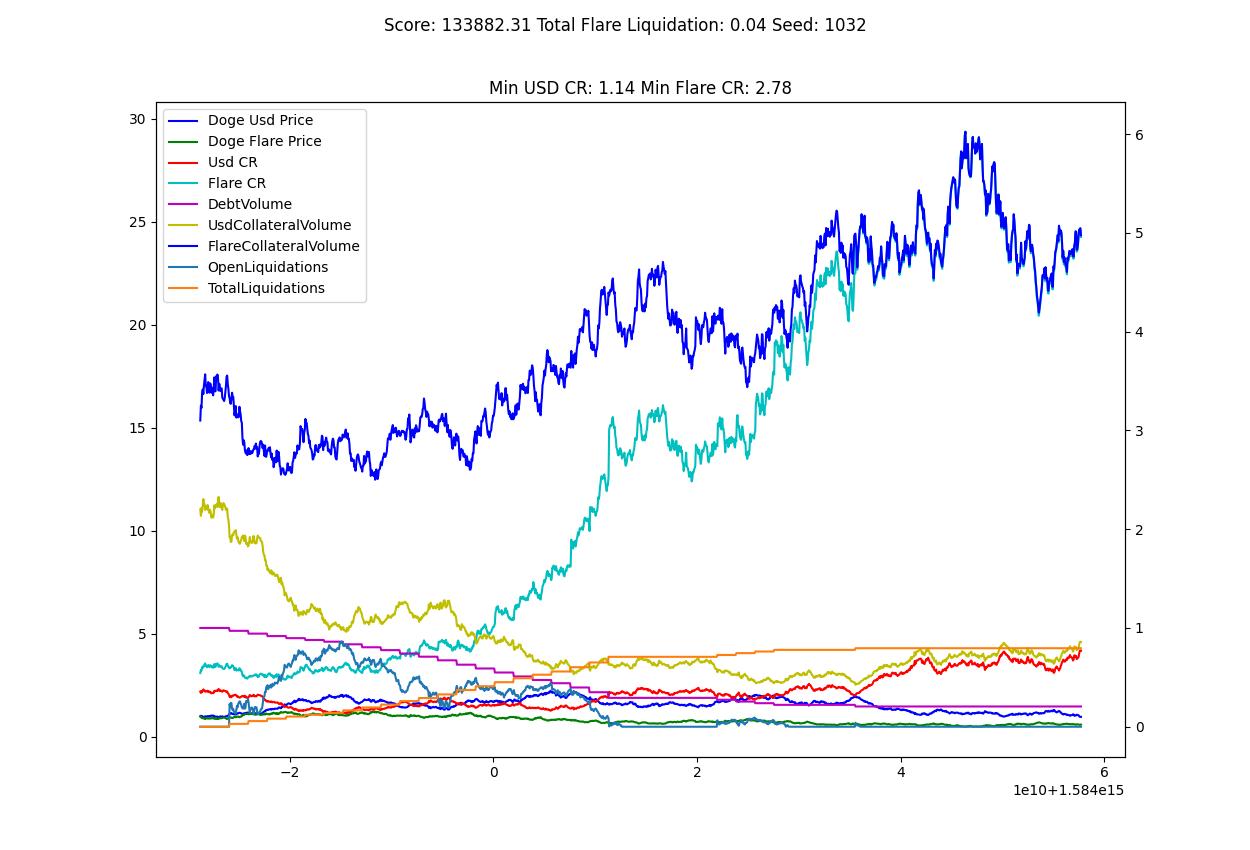 Score: 133882.31 Total Flare Liquidation: 0.04 Seed: 1032
Min USD CR: 1.14 Min Flare CR: 2.78
Doge Usd Price
Doge Flare Price
Usd CR
Flare CR
DebtVolume
UsdCollateralVolume
FlareCollateralVolume
OpenLiquidations
TotalLiquidations
30
25
20
15
10
5
0
6
5
4
3
2
1
0
−2 0 2 4 6
1e10+1.584e15